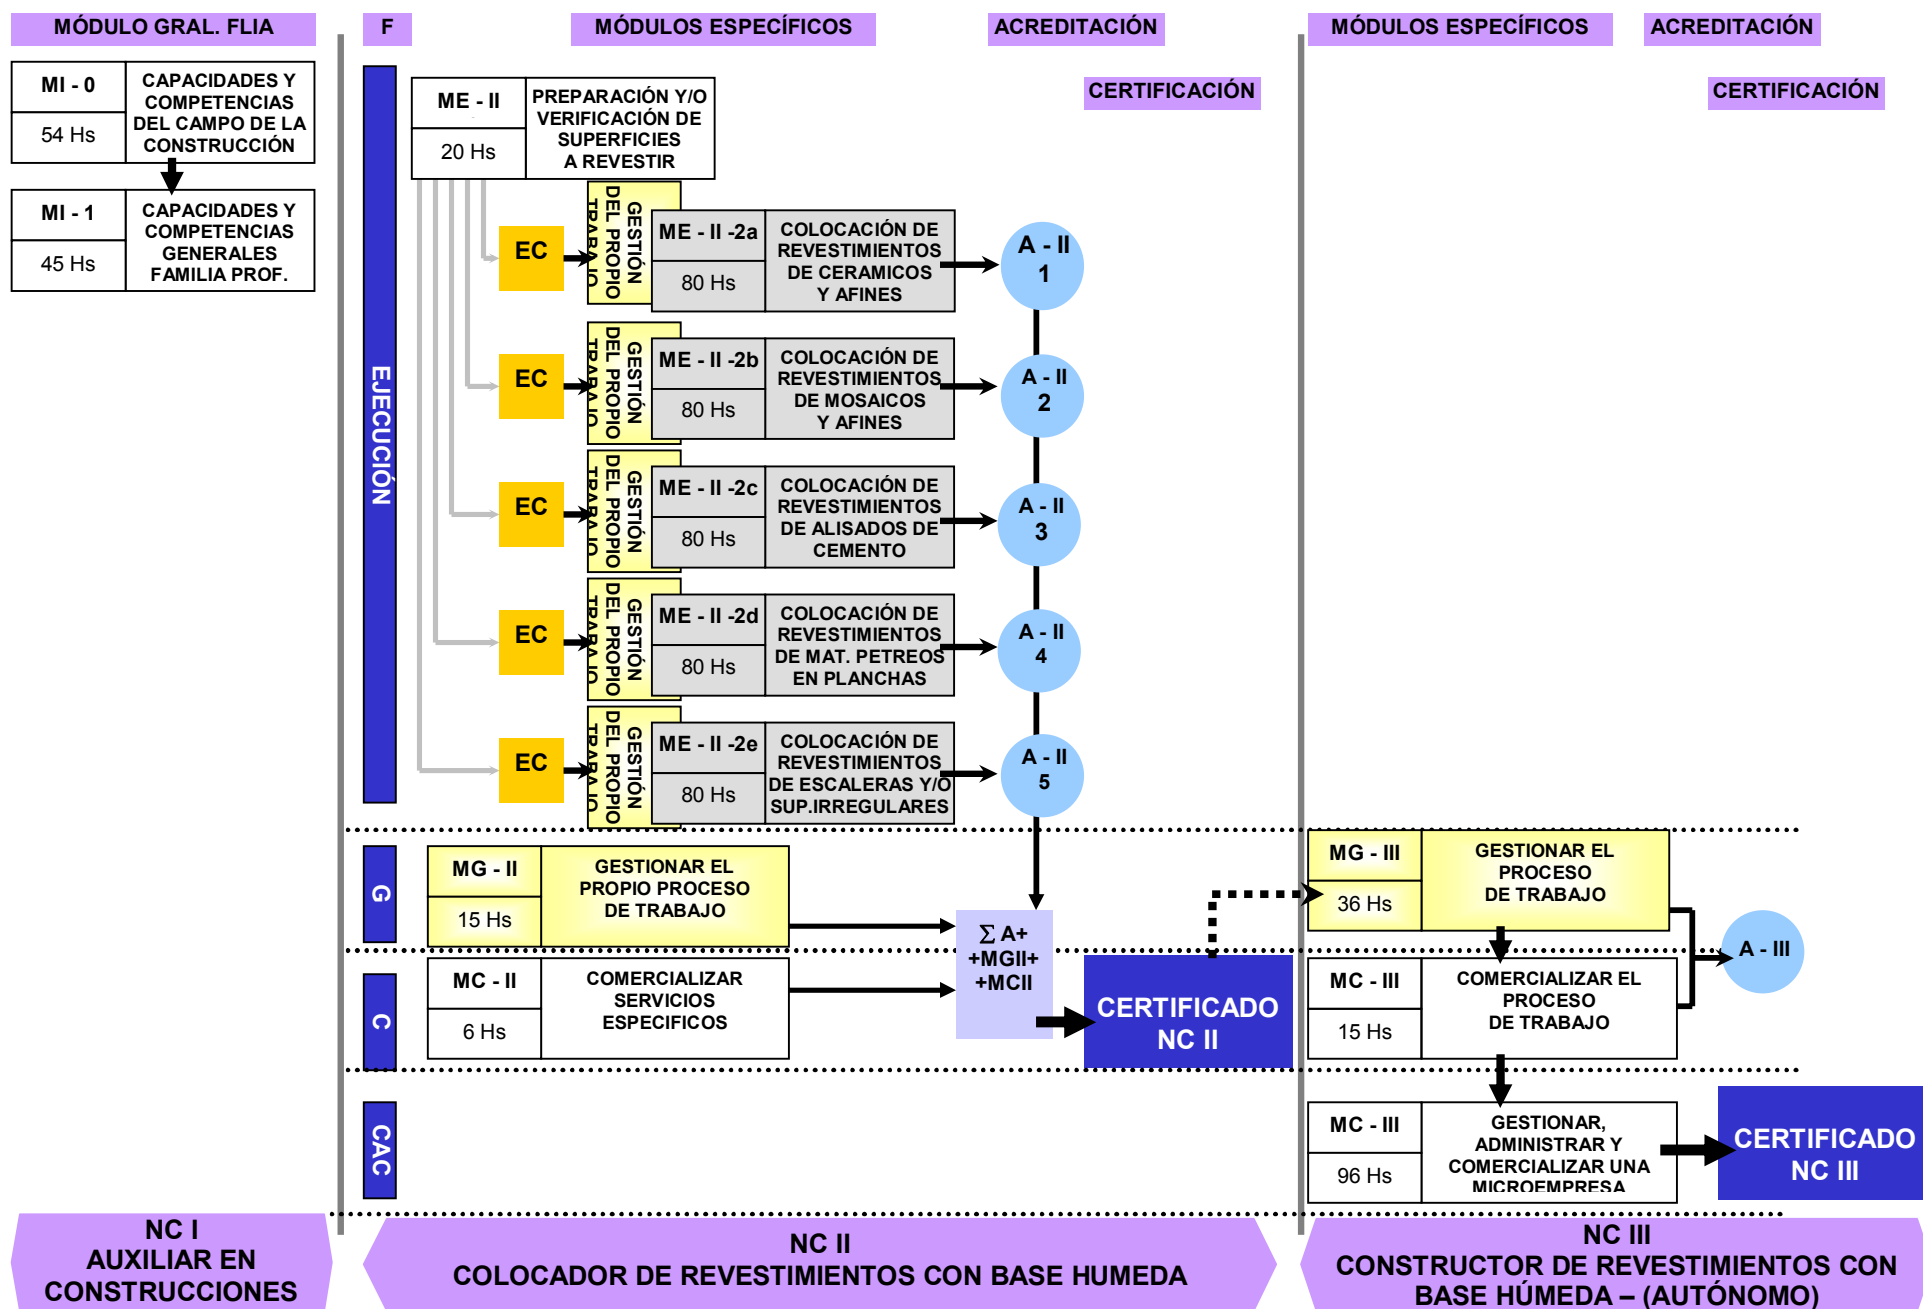 MÓDULO GRAL. FLIA
F
MÓDULOS ESPECÍFICOS
ACREDITACIÓN
MÓDULOS ESPECÍFICOS
ACREDITACIÓN
CERTIFICACIÓN
CERTIFICACIÓN
MI - 0
54 Hs
CAPACIDADES Y
COMPETENCIAS
DEL CAMPO DE LA
CONSTRUCCIÓN
MI - 1
45 Hs
CAPACIDADES Y
COMPETENCIAS
GENERALES
FAMILIA PROF.
EJECUCIÓN
ME - II
20 Hs
PREPARACIÓN Y/O
VERIFICACIÓN DE
SUPERFICIES
A REVESTIR
EC
GESTIÓN
DEL PROPIO
TRABAJO
ME - II -2a
80 Hs
COLOCACIÓN DE
REVESTIMIENTOS
DE CERAMICOS
Y AFINES
A - II
1
EC
GESTIÓN
DEL PROPIO
TRABAJO
ME - II -2b
80 Hs
COLOCACIÓN DE
REVESTIMIENTOS
DE MOSAICOS
Y AFINES
A - II
2
EC
GESTIÓN
DEL PROPIO
TRABAJO
ME - II -2c
80 Hs
COLOCACIÓN DE
REVESTIMIENTOS
DE ALISADOS DE
CEMENTO
A - II
3
EC
GESTIÓN
DEL PROPIO
TRABAJO
ME - II -2d
80 Hs
COLOCACIÓN DE
REVESTIMIENTOS
DE MAT. PETREOS
EN PLANCHAS
A - II
4
EC
GESTIÓN
DEL PROPIO
TRABAJO
ME - II -2e
80 Hs
COLOCACIÓN DE
REVESTIMIENTOS
DE ESCALERAS Y/O
SUP.IRREGULARES
A - II
5
G
MG - II
15 Hs
GESTIONAR EL
PROPIO PROCESO
DE TRABAJO
C
MC - II
6 Hs
COMERCIALIZAR
SERVICIOS
ESPECIFICOS
∑ A+
+MGII+
+MCII
CERTIFICADO
NC II
MG - III
36 Hs
GESTIONAR EL
PROCESO
DE TRABAJO
MC - III
15 Hs
COMERCIALIZAR EL
PROCESO
DE TRABAJO
A - III
CAC
MC - III
96 Hs
GESTIONAR,
ADMINISTRAR Y
COMERCIALIZAR UNA
MICROEMPRESA
CERTIFICADO
NC III
NC I
AUXILIAR EN
CONSTRUCCIONES
NC II
COLOCADOR DE REVESTIMIENTOS CON BASE HUMEDA
NC III
CONSTRUCTOR DE REVESTIMIENTOS CON
BASE HÚMEDA – (AUTÓNOMO)